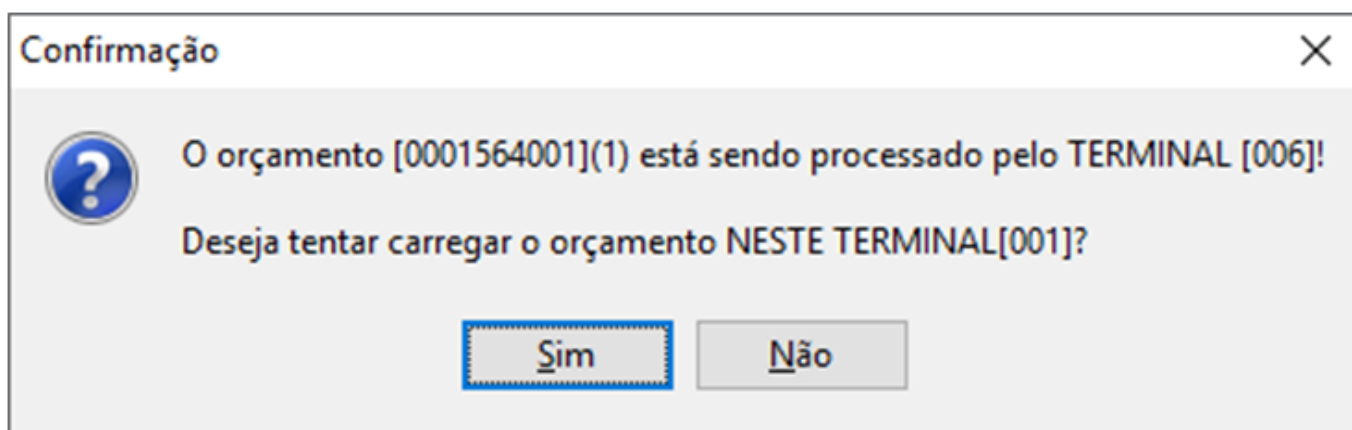 Confirmação
O orçamento [0001564001](1) está sendo processado pelo TERMINAL [006]!
Deseja tentar carregar o orçamento NESTE TERMINAL[001]?
Sim
Não